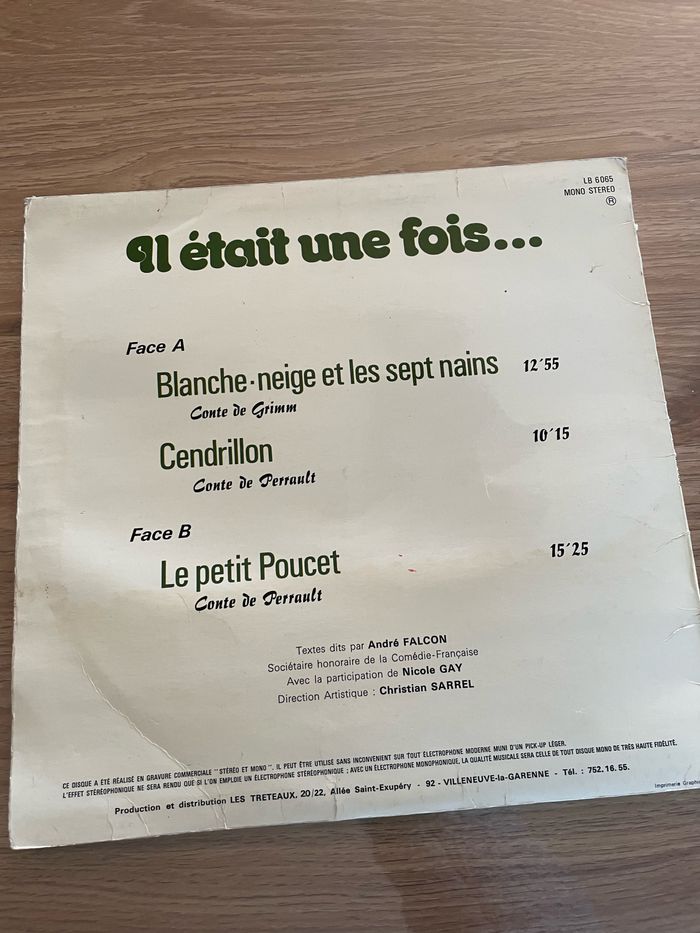 LB 6065
MONO STEREO
Ⓡ
Il était une fois...
Face A
Blanche-neige et les sept nains 12'55
Conte de Grimm
Cendrillon 10'15
Conte de Perrault
Face B
Le petit Poucet 15'25
Conte de Perrault
Textes dits par André FALCON
Sociétaire honoraire de la Comédie-Française
Avec la participation de Nicole GAY
Direction Artistique : Christian SARREL
CE DISQUE A ÉTÉ RÉALISÉ EN GRAVURE COMMERCIALE "STÉRÉO ET MONO". IL PEUT ÊTRE UTILISÉ SANS INCONVENIENT SUR TOUT ÉLECTROPHONE MODERNE MUNI D'UN PICK-UP LÉGER.
L'EFFET STÉRÉOPHONIQUE NE SERA RENDU QUE SI L'ON EMPLOIE UN ÉLECTROPHONE STÉRÉOPHONIQUE ; AVEC UN ÉLECTROPHONE MONOPHONIQUE, LA QUALITÉ MUSICALE SERA CELLE DE TOUT DISQUE MONO DE TRÈS HAUTE FIDÉLITÉ.
Production et distribution LES TRETEAUX, 20/22, Allée Saint-Exupéry - 92 - VILLENEUVE-la-GARENNE - Tél. : 752.16.55.
Imprimerie